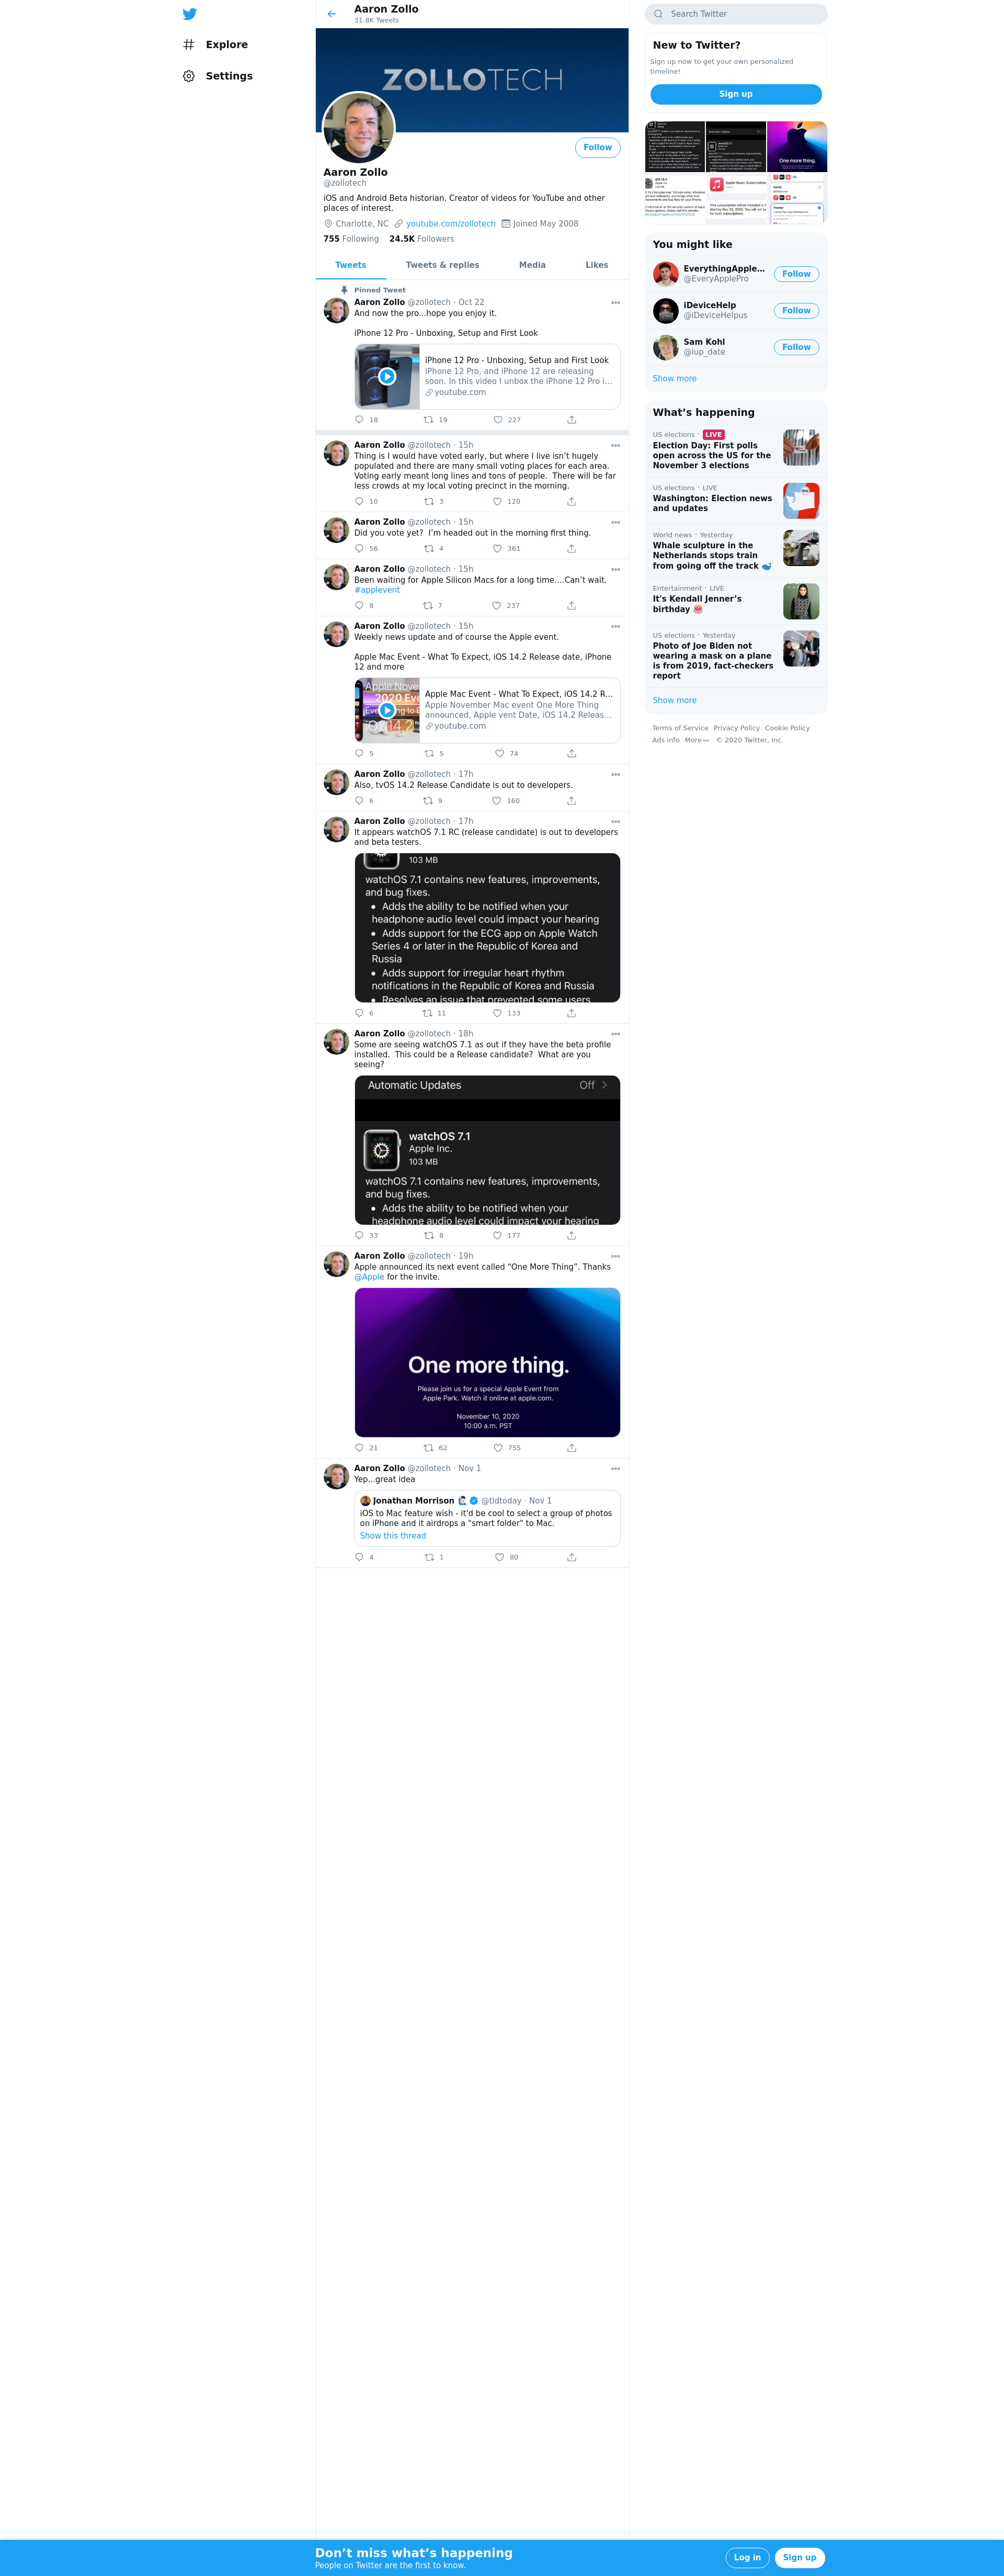 Explore
Settings
Aaron Zollo
31.8K Tweets
ZOLLOTECH
Follow
Aaron Zollo
@zollotech
iOS and Android Beta historian. Creator of videos for YouTube and other
places of interest.
Charlotte, NC youtube.com/zollotech Joined May 2008
755 Following 24.5K Followers
Tweets Tweets & replies Media Likes
Pinned Tweet
Aaron Zollo @zollotech · Oct 22
And now the pro...hope you enjoy it.
iPhone 12 Pro - Unboxing, Setup and First Look
iPhone 12 Pro - Unboxing, Setup and First Look
iPhone 12 Pro, and iPhone 12 are releasing
soon. In this video I unbox the iPhone 12 Pro i...
youtube.com
18 19 227
Aaron Zollo @zollotech · 15h
Thing is I would have voted early, but where I live isn’t hugely
populated and there are many small voting places for each area.
Voting early meant long lines and tons of people. There will be far
less crowds at my local voting precinct in the morning.
10 3 120
Aaron Zollo @zollotech · 15h
Did you vote yet? I’m headed out in the morning first thing.
56 4 361
Aaron Zollo @zollotech · 15h
Been waiting for Apple Silicon Macs for a long time....Can’t wait.
#applevent
8 7 237
Aaron Zollo @zollotech · 15h
Weekly news update and of course the Apple event.
Apple Mac Event - What To Expect, iOS 14.2 Release date, iPhone
12 and more
Apple Mac Event - What To Expect, iOS 14.2 R...
Apple November Mac event One More Thing
announced, Apple vent Date, iOS 14.2 Releas...
youtube.com
5 5 74
Aaron Zollo @zollotech · 17h
Also, tvOS 14.2 Release Candidate is out to developers.
6 9 160
Aaron Zollo @zollotech · 17h
It appears watchOS 7.1 RC (release candidate) is out to developers
and beta testers.
103 MB
watchOS 7.1 contains new features, improvements,
and bug fixes.
• Adds the ability to be notified when your
headphone audio level could impact your hearing
• Adds support for the ECG app on Apple Watch
Series 4 or later in the Republic of Korea and
Russia
• Adds support for irregular heart rhythm
notifications in the Republic of Korea and Russia
• Resolves an issue that prevented some users
6 11 133
Aaron Zollo @zollotech · 18h
Some are seeing watchOS 7.1 as out if they have the beta profile
installed. This could be a Release candidate? What are you
seeing?
Automatic Updates Off
watchOS 7.1
Apple Inc.
103 MB
watchOS 7.1 contains new features, improvements,
and bug fixes.
• Adds the ability to be notified when your
headphone audio level could impact your hearing
33 8 177
Aaron Zollo @zollotech · 19h
Apple announced its next event called “One More Thing”. Thanks
@Apple for the invite.
One more thing.
Please join us for a special Apple Event from
Apple Park. Watch it online at apple.com.
November 10, 2020
10:00 a.m. PST
21 62 755
Aaron Zollo @zollotech · Nov 1
Yep...great idea
Jonathan Morrison @tldtoday · Nov 1
iOS to Mac feature wish - it'd be cool to select a group of photos
on iPhone and it airdrops a "smart folder" to Mac.
Show this thread
4 1 80
Search Twitter
New to Twitter?
Sign up now to get your own personalized
timeline!
Sign up
One more thing.
You might like
EverythingApple...
@EveryApplePro
Follow
iDeviceHelp
@iDeviceHelpus
Follow
Sam Kohl
@iup_date
Follow
Show more
What’s happening
US elections · LIVE
Election Day: First polls
open across the US for the
November 3 elections
US elections · LIVE
Washington: Election news
and updates
World news · Yesterday
Whale sculpture in the
Netherlands stops train
from going off the track
Entertainment · LIVE
It's Kendall Jenner’s
birthday
US elections · Yesterday
Photo of Joe Biden not
wearing a mask on a plane
is from 2019, fact-checkers
report
Show more
Terms of Service Privacy Policy Cookie Policy
Ads info More © 2020 Twitter, Inc.
Don’t miss what’s happening
People on Twitter are the first to know.
Log in
Sign up